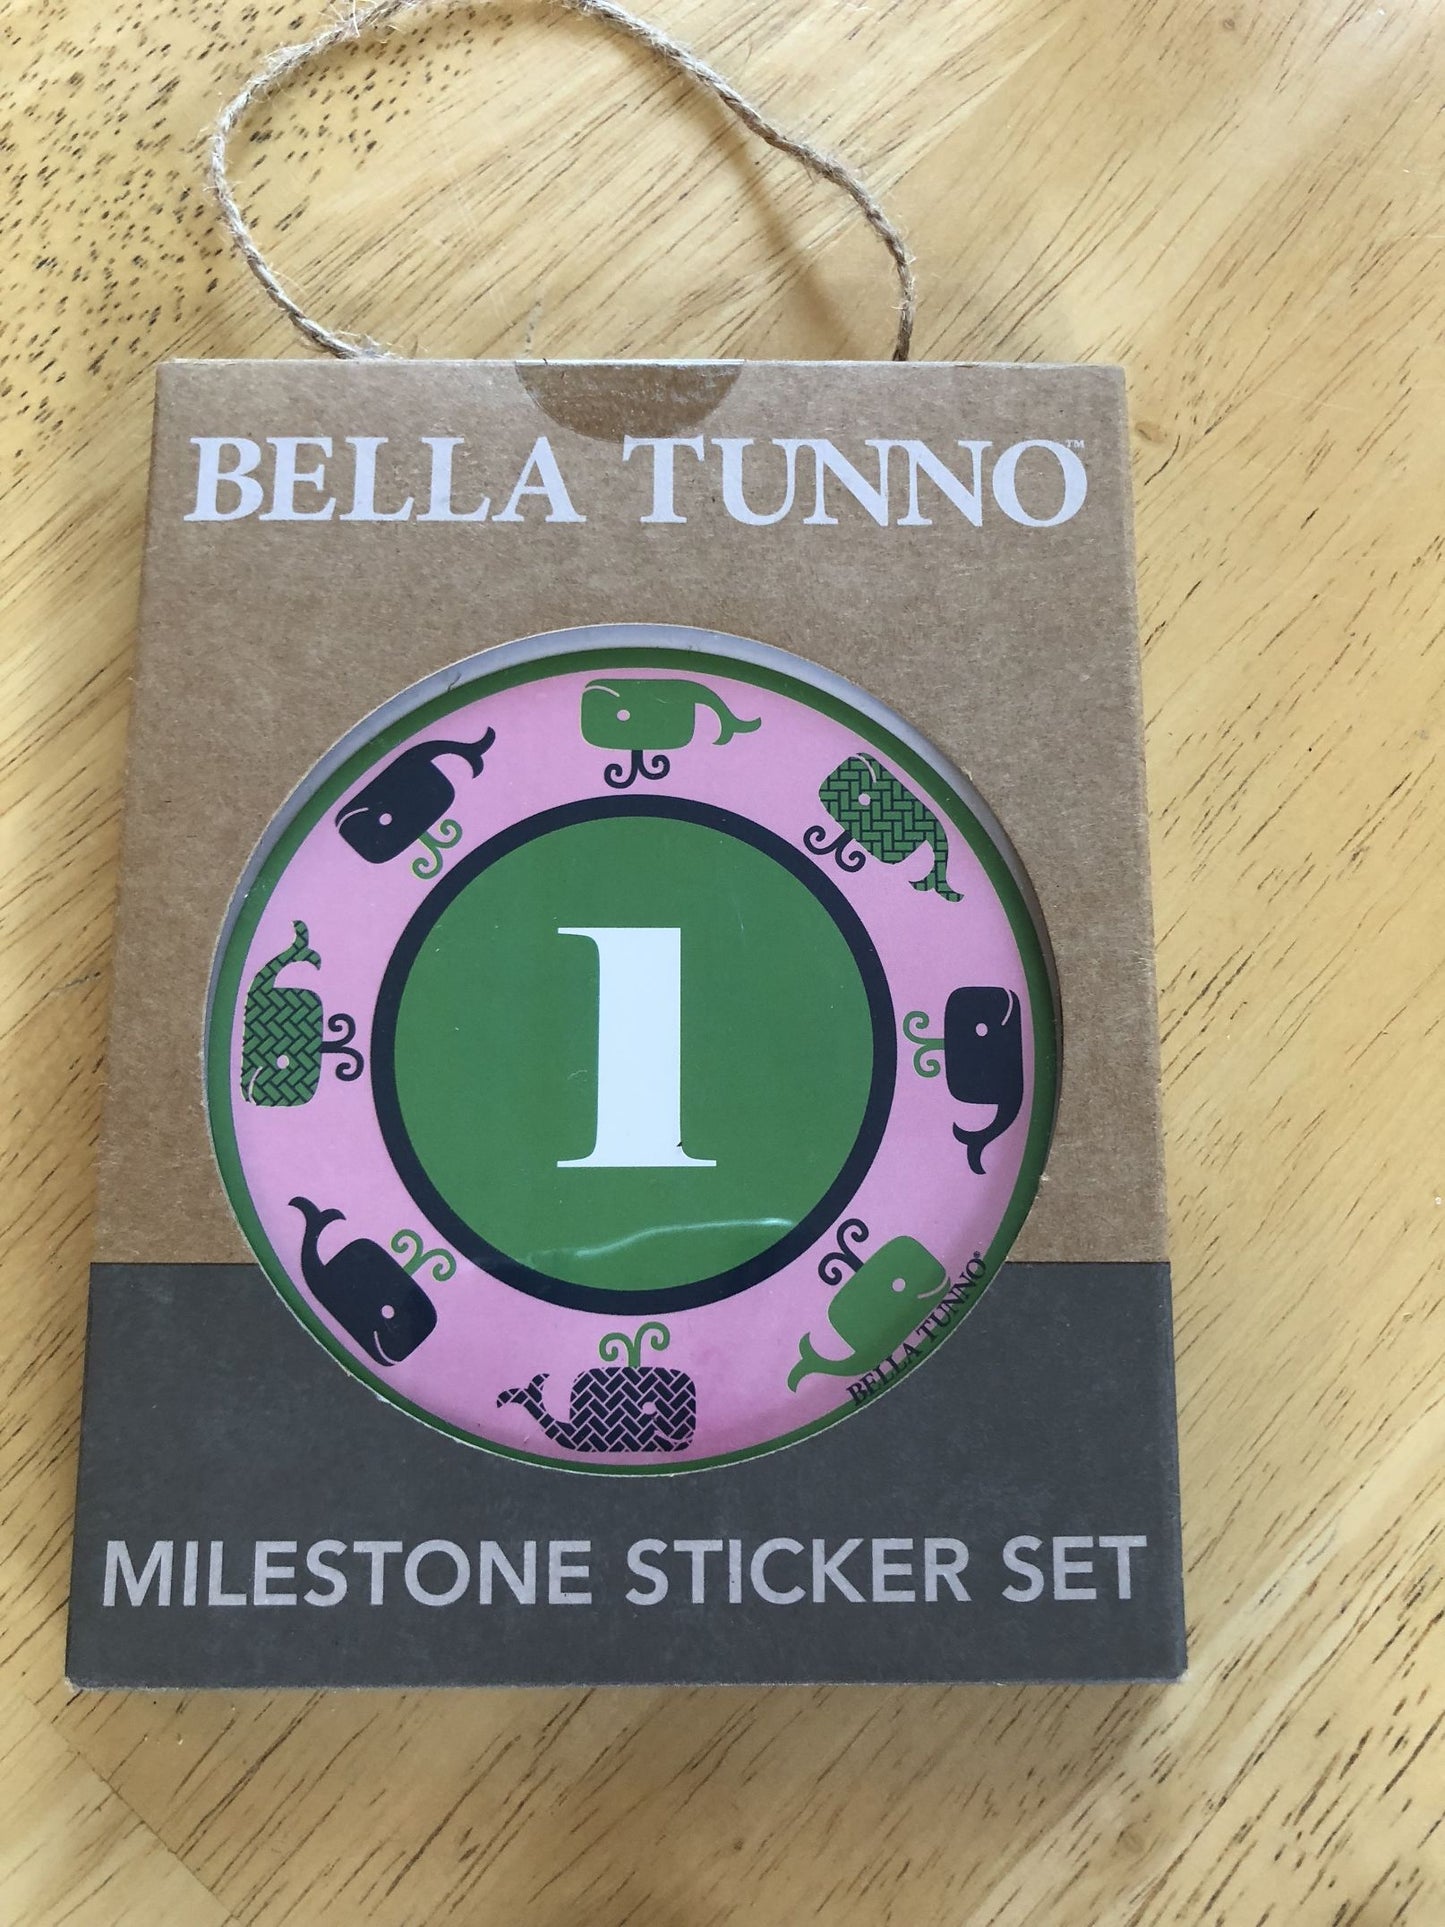 BELLA TUNNO™
1
BELLA TUNNO®
MILESTONE STICKER SET